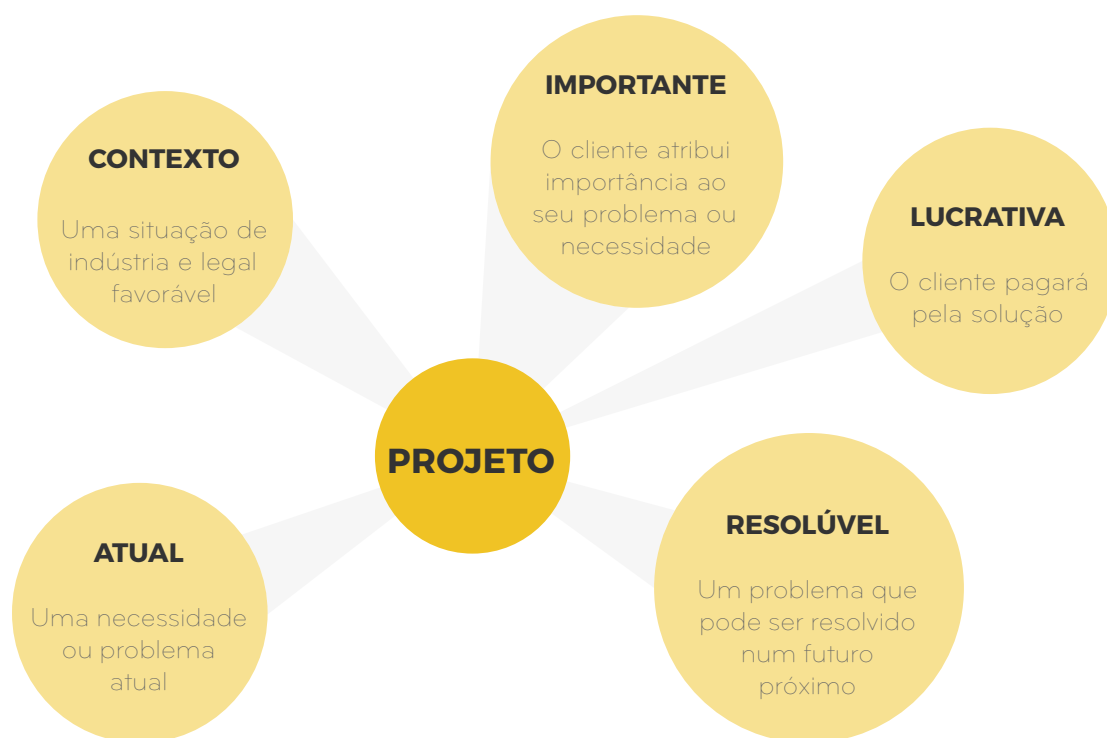 IMPORTANTE
O cliente atribui
importância ao
seu problema ou
necessidade
CONTEXTO
Uma situação de
indústria e legal
favorável
LUCRATIVA
O cliente pagará
pela solução
PROJETO
ATUAL
Uma necessidade
ou problema
atual
RESOLÚVEL
Um problema que
pode ser resolvido
num futuro
próximo